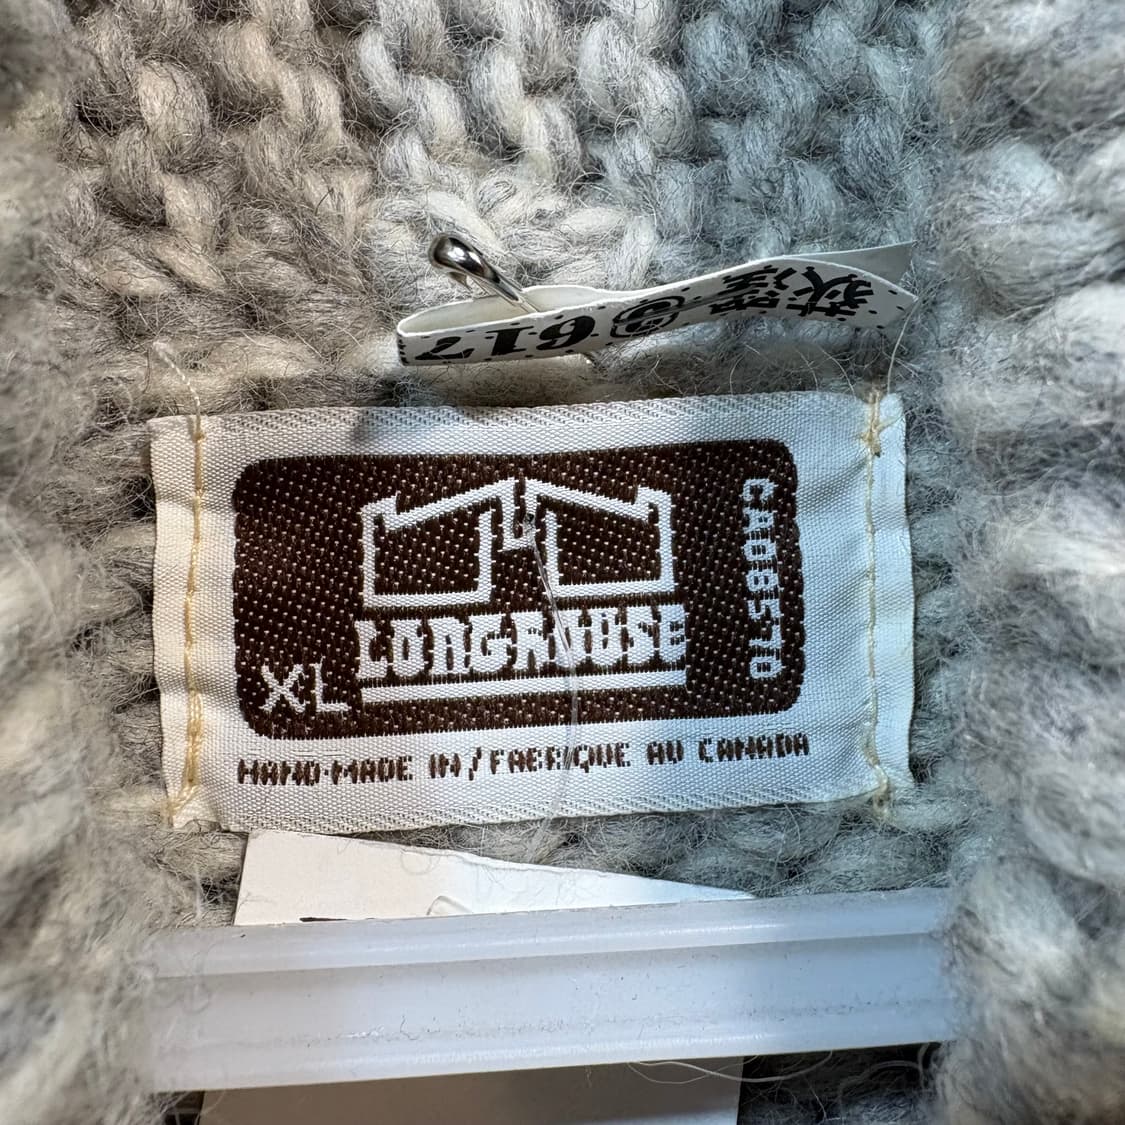 617
LONGHOUSE
XL
CA08570
HAND-MADE IN/FABRIQUE AU CANADA